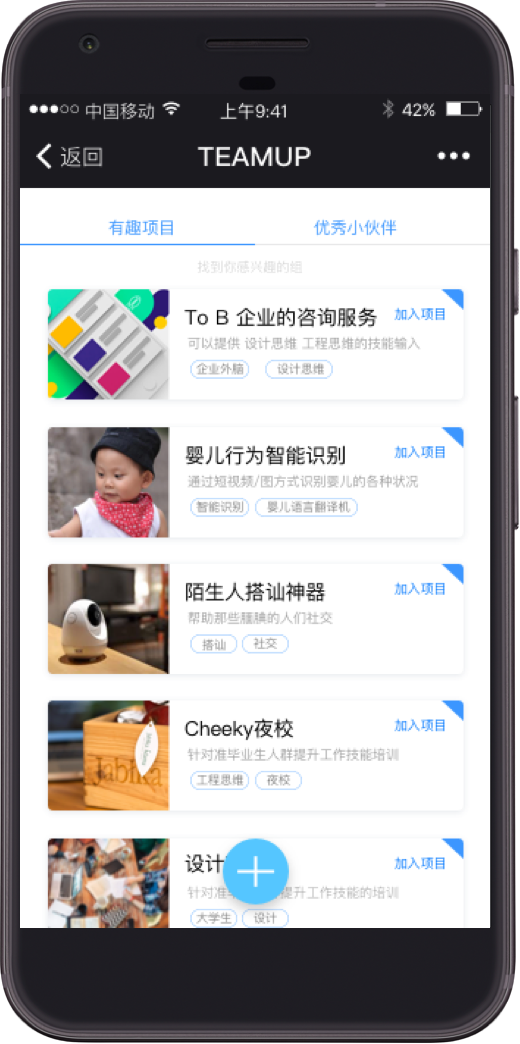 中国移动 上午9:41 42%
返回 TEAMUP
有趣项目 优秀小伙伴
找到你感兴趣的组
To B 企业的咨询服务 加入项目
可以提供 设计思维 工程思维的技能输入
企业外脑 设计思维
婴儿行为智能识别 加入项目
通过短视频/图方式识别婴儿的各种状况
智能识别 婴儿语言翻译机
陌生人搭讪神器 加入项目
帮助那些腼腆的人们社交
搭讪 社交
Cheeky夜校 加入项目
针对准毕业生人群提升工作技能培训
工程思维 夜校
设计 加入项目
针对准 提升工作技能的培训
大学生 设计